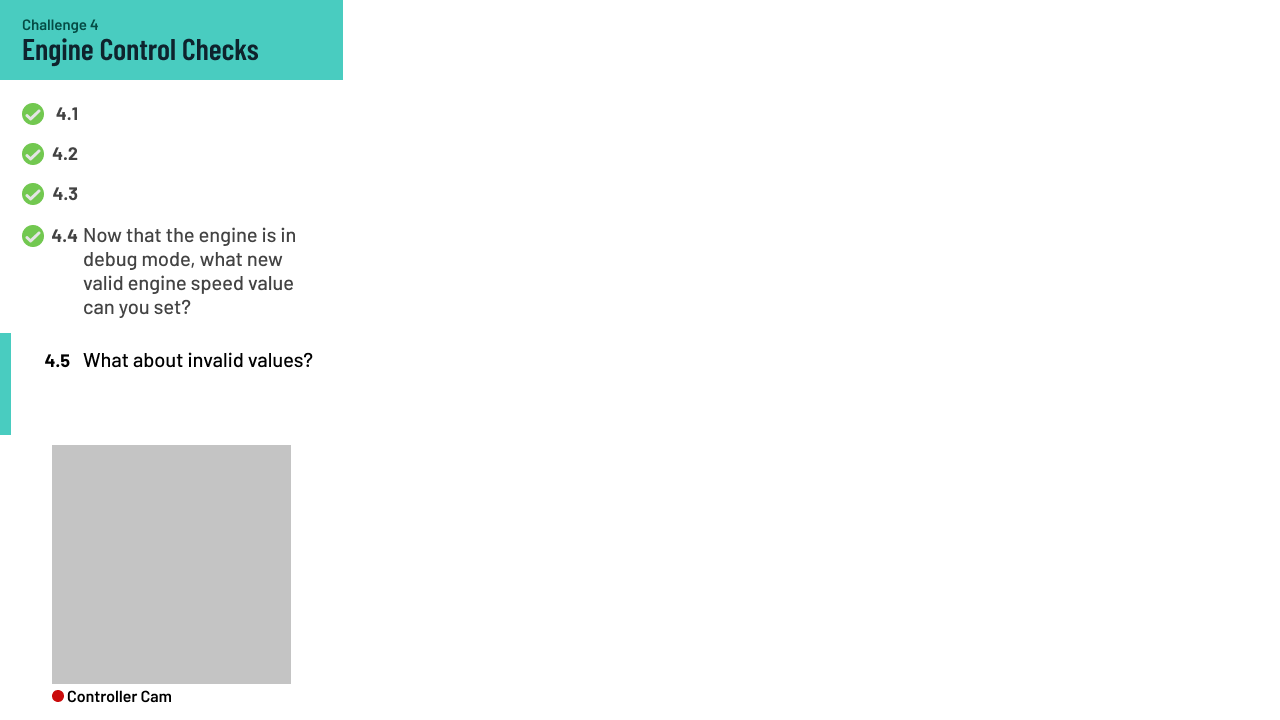 Challenge 4
Engine Control Checks
4.1
4.2
4.3
4.4 Now that the engine is in
debug mode, what new
valid engine speed value
can you set?
4.5 What about invalid values?
Controller Cam